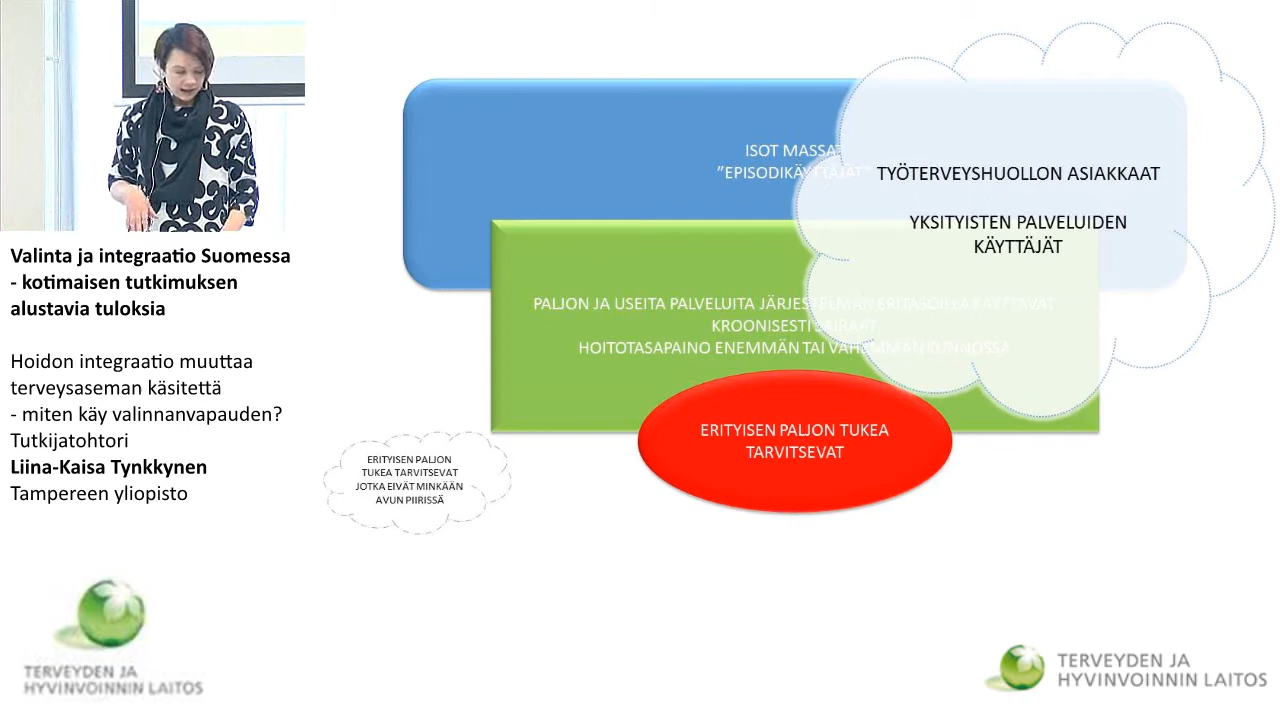 Valinta ja integraatio Suomessa
- kotimaisen tutkimuksen
alustavia tuloksia
Hoidon integraatio muuttaa
terveysaseman käsitettä
- miten käy valinnanvapauden?
Tutkijatohtori
Liina-Kaisa Tynkkynen
Tampereen yliopisto
TERVEYDEN JA
HYVINVOINNIN LAITOS
ISOT MASSAT
”EPISODIKÄYTTÄJÄT”
TYÖTERVEYSHUOLLON ASIAKKAAT
YKSITYISTEN PALVELUIDEN
KÄYTTÄJÄT
PALJON JA USEITA PALVELUITA JÄRJESTELMÄN ERITASOILLA KÄYTTÄVÄT
KROONISESTI SAIRAAT
HOITOTASAPAINO ENEMMÄN TAI VÄHEMMÄN KUNNOSSA
ERITYISEN PALJON TUKEA
TARVITSEVAT
ERITYISEN PALJON
TUKEA TARVITSEVAT
JOTKA EIVÄT MINKÄÄN
AVUN PIIRISSÄ
TERVEYDEN JA
HYVINVOINNIN LAITOS